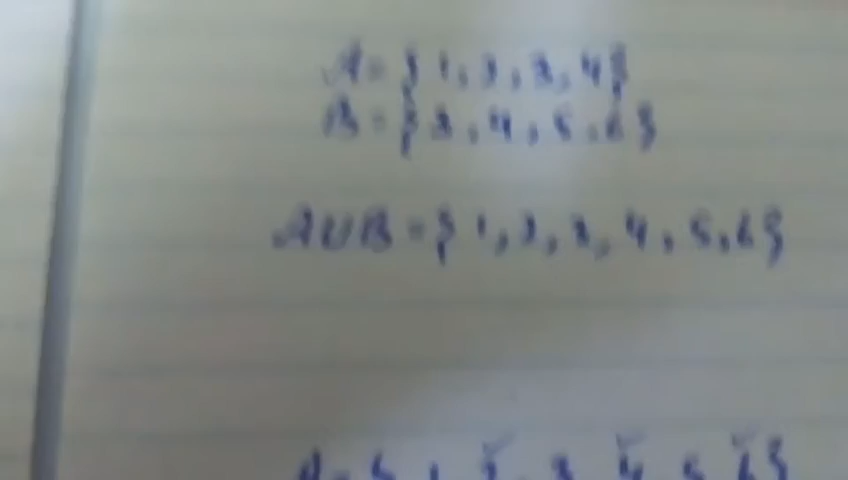 A = { 1, 2, 3, 4}
B = { 3, 4, 5, 6}
A∪B = { 1, 2, 3, 4, 5, 6}